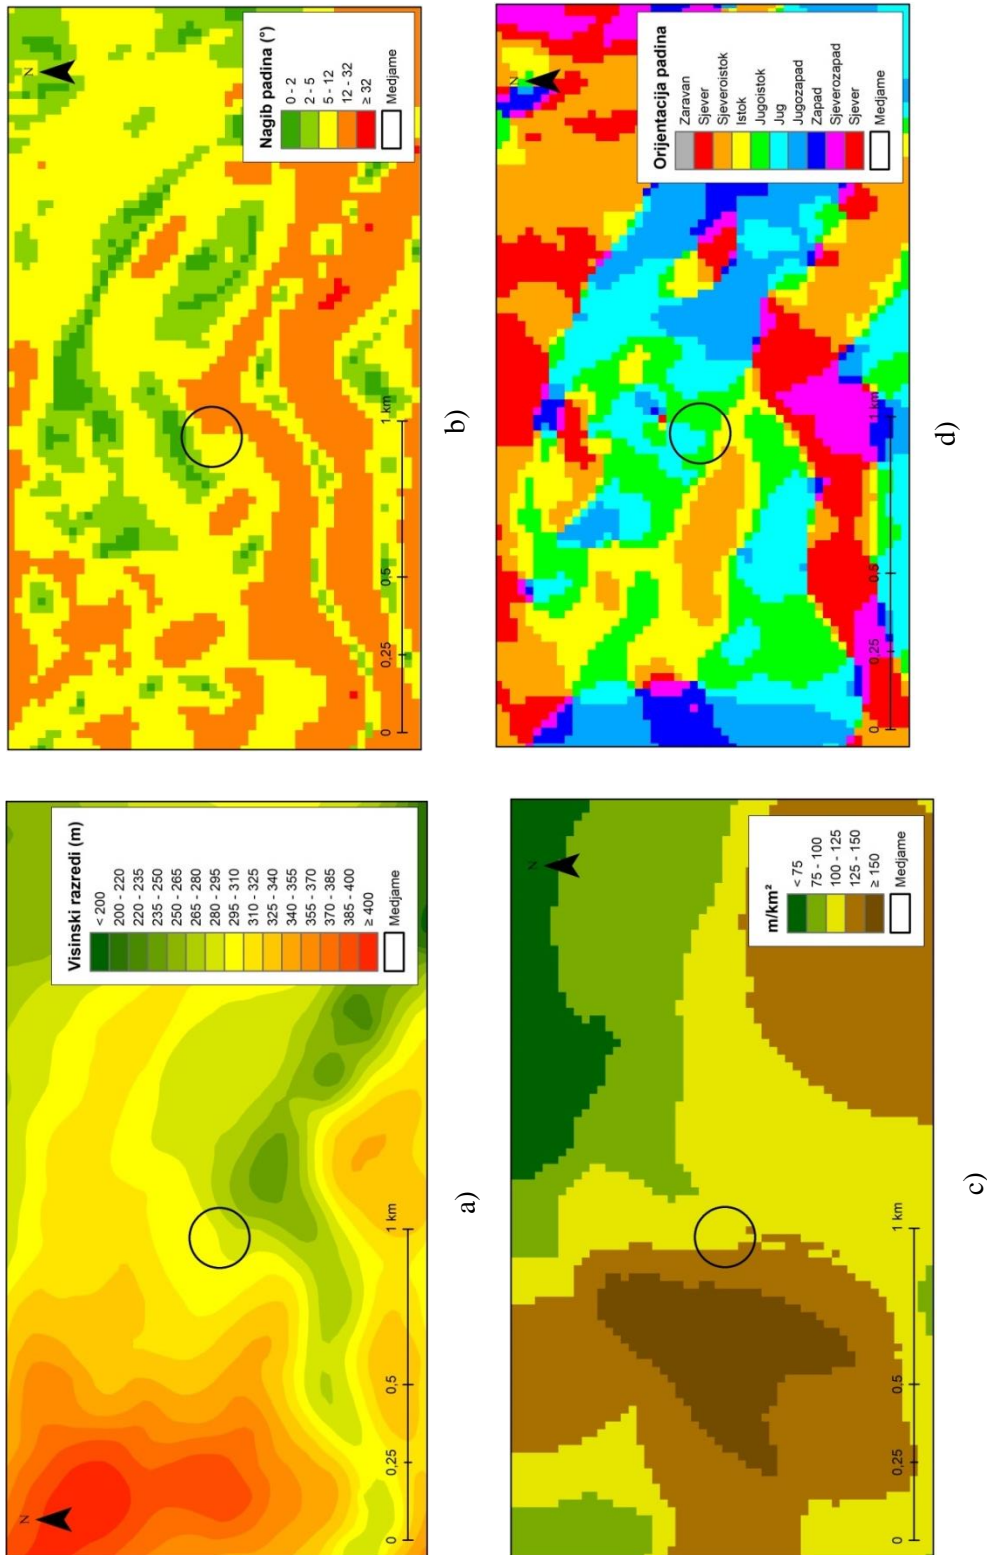 N
Visinski razredi (m)
< 200
200 - 220
220 - 235
235 - 250
250 - 265
265 - 280
280 - 295
295 - 310
310 - 325
325 - 340
340 - 355
355 - 370
370 - 385
385 - 400
≥ 400
Medjame
0 0,25 0,5 1 km
a)
N
Nagib padina (°)
0 - 2
2 - 5
5 - 12
12 - 32
≥ 32
Medjame
0 0,25 0,5 1 km
b)
N
m/km²
< 75
75 - 100
100 - 125
125 - 150
≥ 150
Medjame
0 0,25 0,5 1 km
c)
N
Orijentacija padina
Zaravan
Sjever
Sjeveroistok
Istok
Jugoistok
Jug
Jugozapad
Zapad
Sjeverozapad
Sjever
Medjame
0 0,25 0,5 1 km
d)